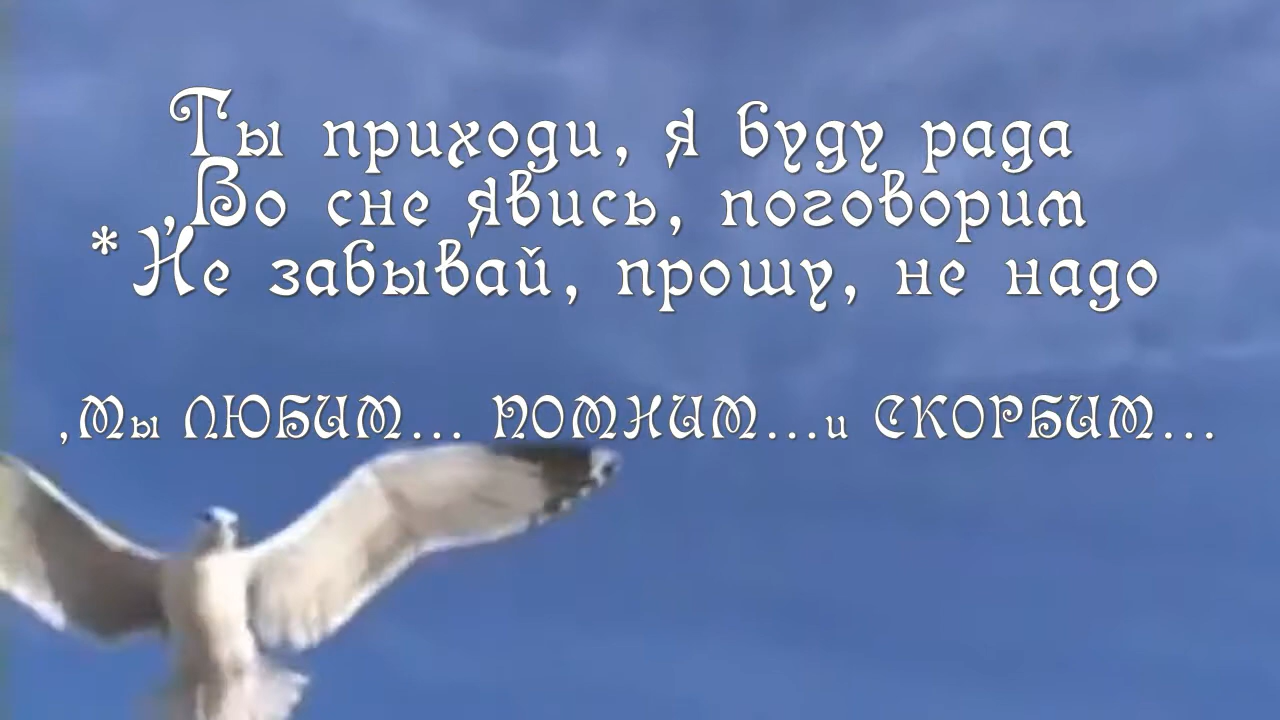 Ты приходи, я буду рада
,Во сне явись, поговорим
* Не забывай, прошу, не надо
,Мы ЛЮБИМ... ПОМНИМ...и СКОРБИМ...